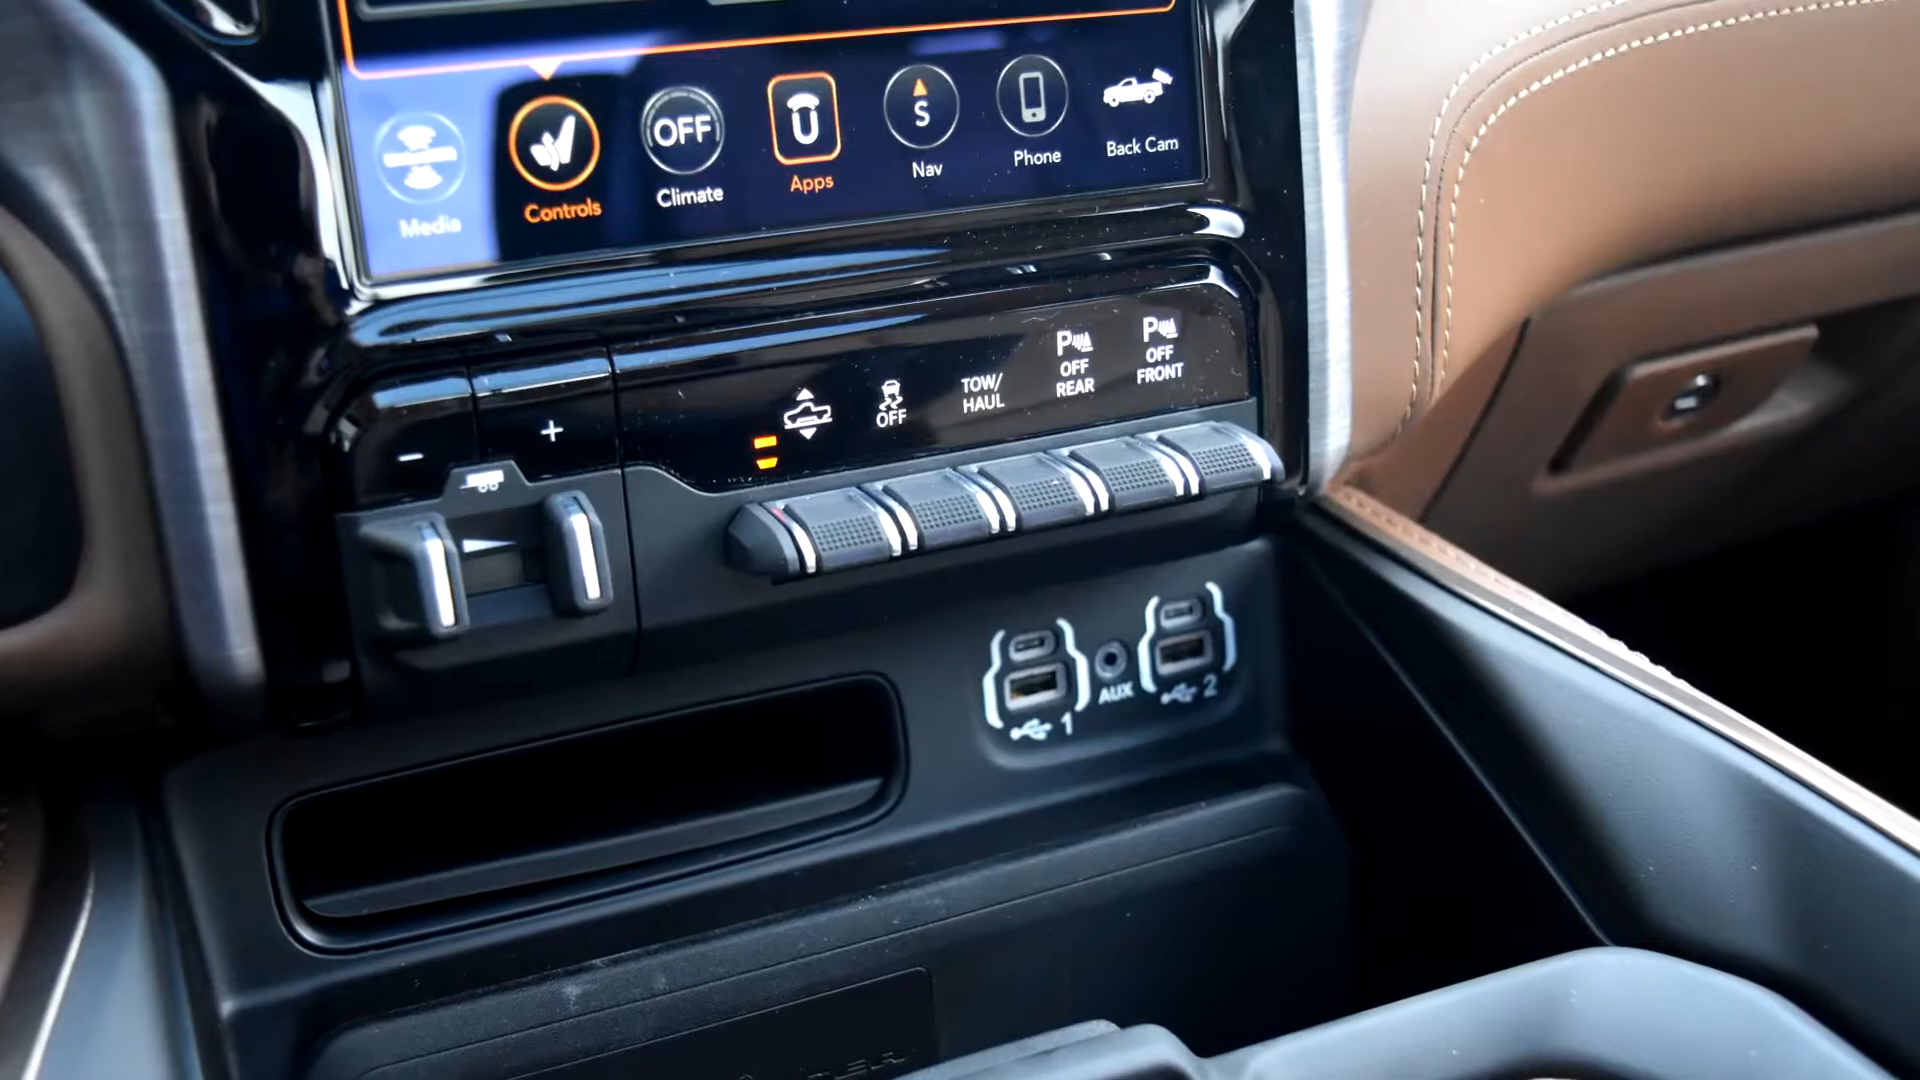 Media
Controls
OFF
Climate
U
Apps
S
Nav
Phone
Back Cam
-
+
OFF
TOW/
HAUL
P
OFF
REAR
P
OFF
FRONT
1
AUX
2